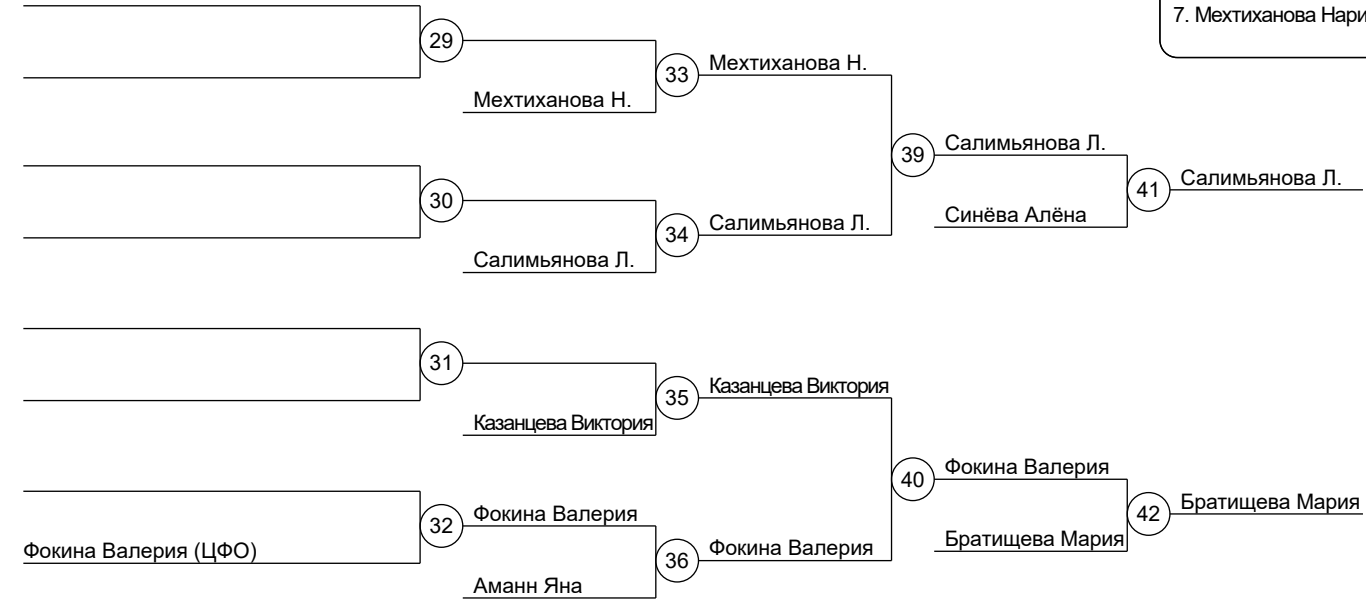 7. Мехтиханова Нари
29
33
Мехтиханова Н.
Мехтиханова Н.
39
Салимьянова Л.
41
Салимьянова Л.
30
Синёва Алёна
34
Салимьянова Л.
Салимьянова Л.
31
35
Казанцева Виктория
Казанцева Виктория
40
Фокина Валерия
42
Братищева Мария
32
Фокина Валерия
Братищева Мария
Фокина Валерия (ЦФО)
36
Фокина Валерия
Аманн Яна